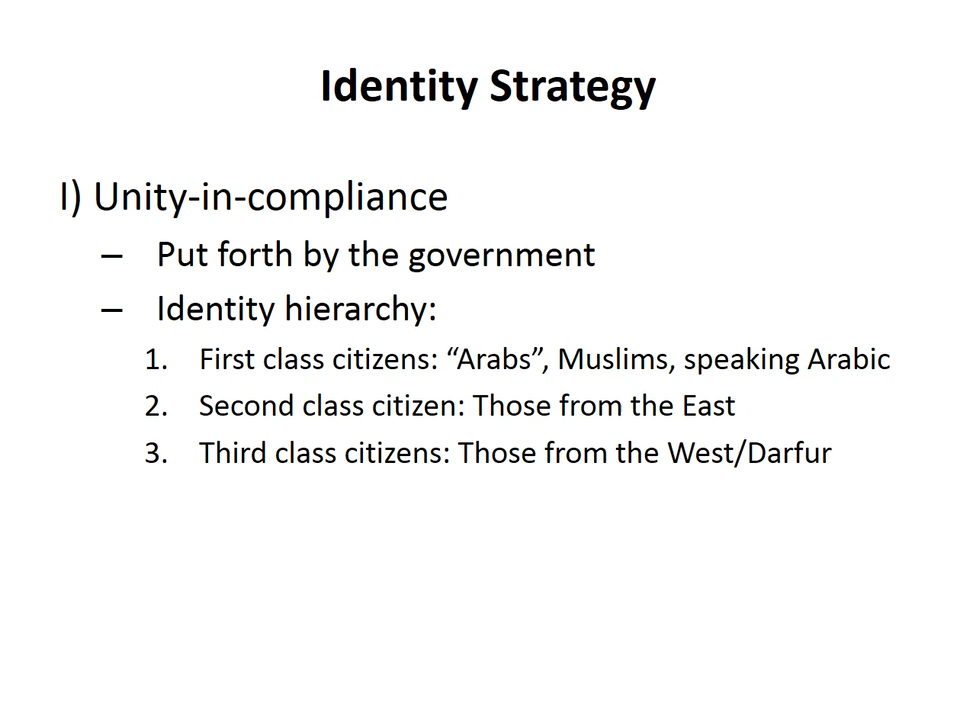 Identity Strategy
I) Unity-in-compliance
– Put forth by the government
– Identity hierarchy:
1. First class citizens: “Arabs”, Muslims, speaking Arabic
2. Second class citizen: Those from the East
3. Third class citizens: Those from the West/Darfur